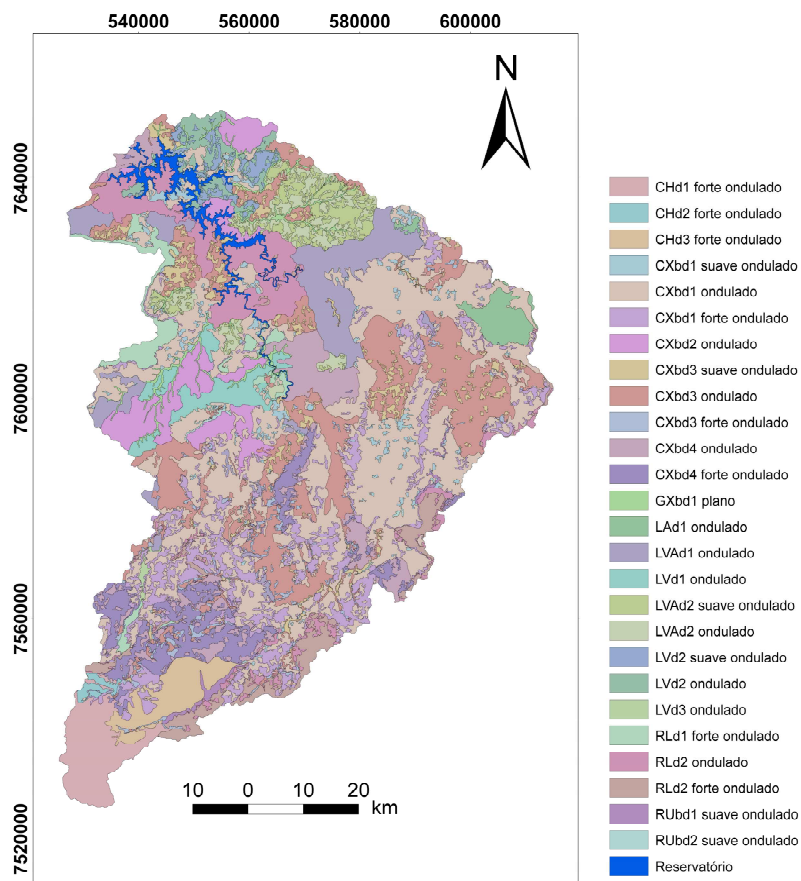 540000 560000 580000 600000
N
7640000
7600000
7560000
7520000
CHd1 forte ondulado
CHd2 forte ondulado
CHd3 forte ondulado
CXbd1 suave ondulado
CXbd1 ondulado
CXbd1 forte ondulado
CXbd2 ondulado
CXbd3 suave ondulado
CXbd3 ondulado
CXbd3 forte ondulado
CXbd4 ondulado
CXbd4 forte ondulado
GXbd1 plano
LAd1 ondulado
LVAd1 ondulado
LVd1 ondulado
LVAd2 suave ondulado
LVAd2 ondulado
LVd2 suave ondulado
LVd2 ondulado
LVd3 ondulado
RLd1 forte ondulado
RLd2 ondulado
RLd2 forte ondulado
RUbd1 suave ondulado
RUbd2 suave ondulado
Reservatório
10 0 10 20
km